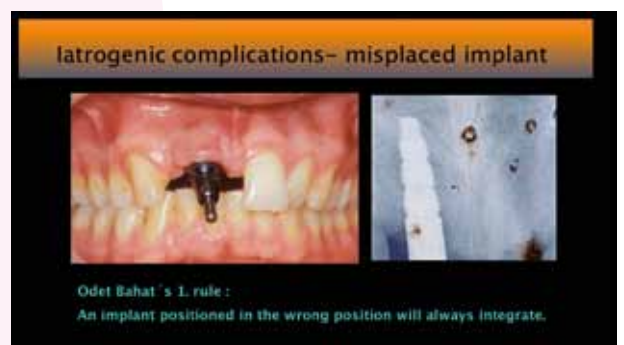 Iatrogenic complications- misplaced implant
Odet Bahat´s 1. rule :
An implant positioned in the wrong position will always integrate.